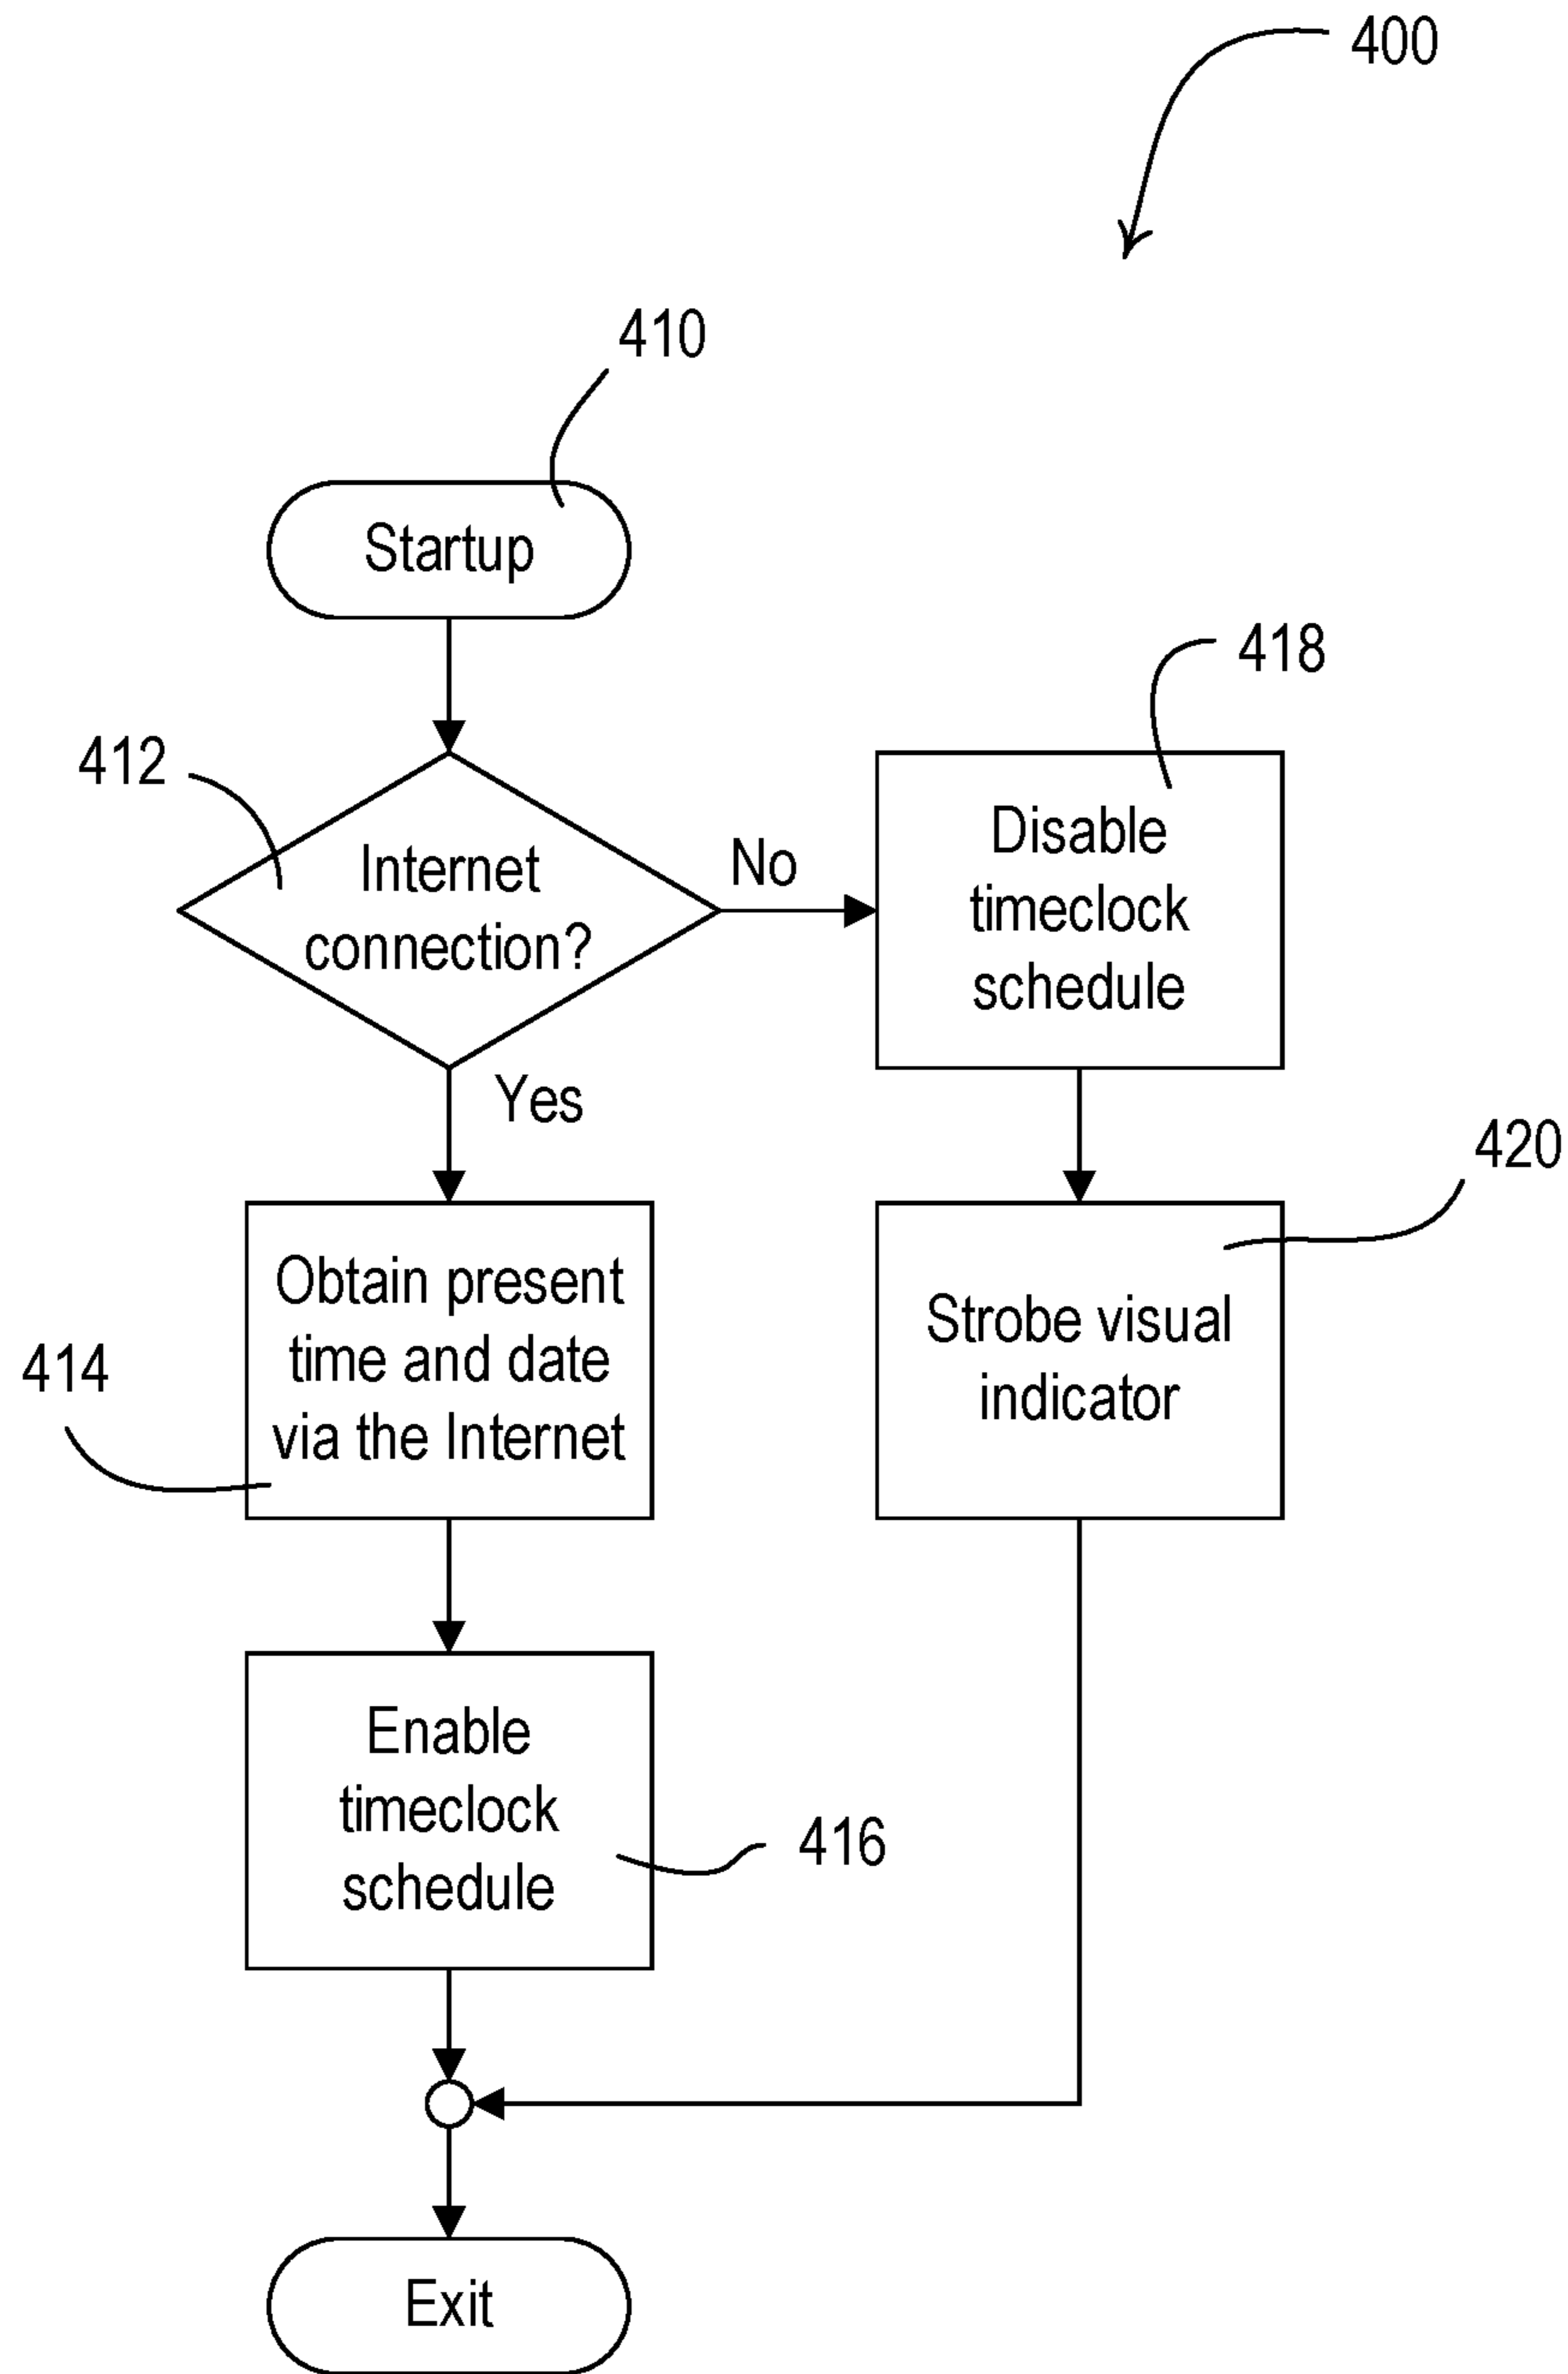 400
410
Startup
412
Internet
connection?
No
Yes
418
Disable
timeclock
schedule
420
Strobe visual
indicator
414
Obtain present
time and date
via the Internet
Enable
timeclock
schedule
416
Exit